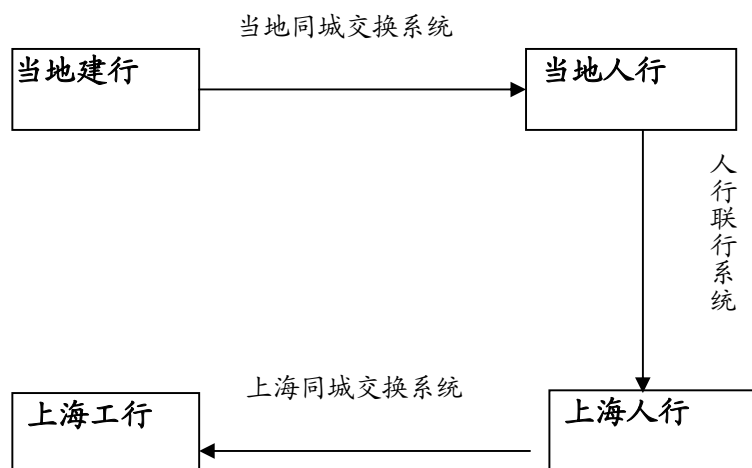 当地同城交换系统
当地建行
当地人行
人行联行系统
上海同城交换系统
上海工行
上海人行